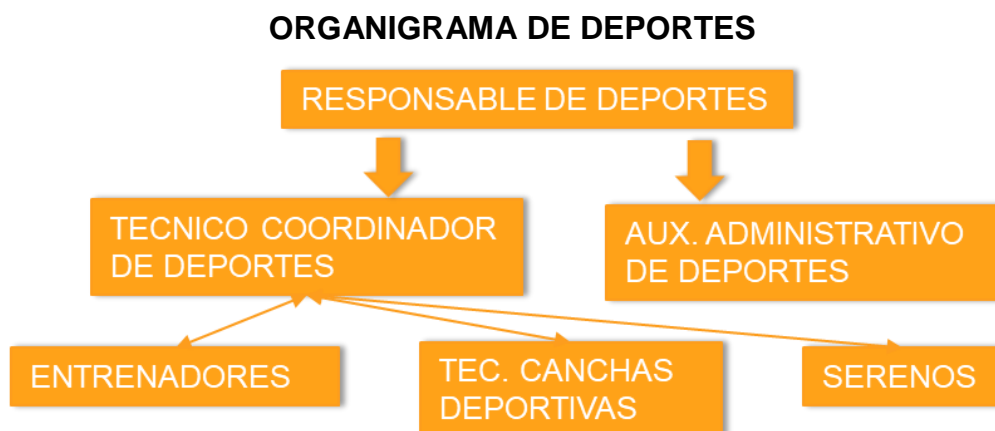 ORGANIGRAMA DE DEPORTES
RESPONSABLE DE DEPORTES
TECNICO COORDINADOR
DE DEPORTES
AUX. ADMINISTRATIVO
DE DEPORTES
ENTRENADORES
TEC. CANCHAS
DEPORTIVAS
SERENOS